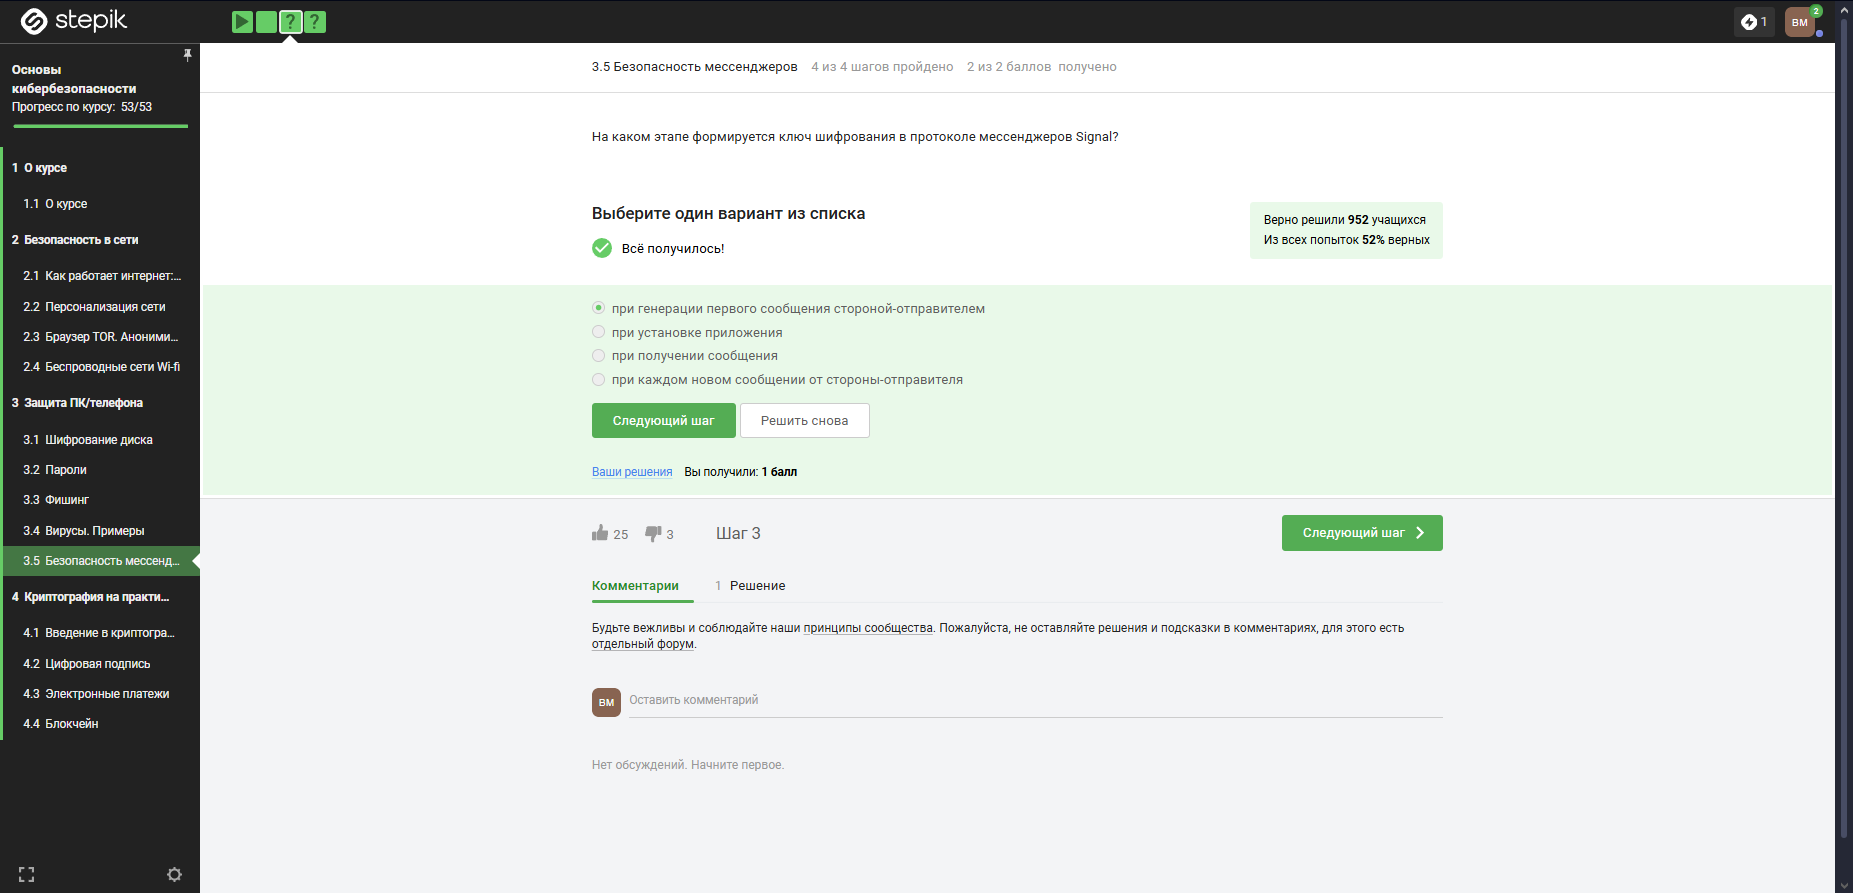 stepik
? ?
1
ВМ
2
Основы
кибербезопасности
Прогресс по курсу: 53/53
1 О курсе
1.1 О курсе
2 Безопасность в сети
2.1 Как работает интернет:...
2.2 Персонализация сети
2.3 Браузер TOR. Аноними...
2.4 Беспроводные сети Wi-fi
3 Защита ПК/телефона
3.1 Шифрование диска
3.2 Пароли
3.3 Фишинг
3.4 Вирусы. Примеры
3.5 Безопасность мессенд...
4 Криптография на практи...
4.1 Введение в криптогра...
4.2 Цифровая подпись
4.3 Электронные платежи
4.4 Блокчейн
3.5 Безопасность мессенджеров 4 из 4 шагов пройдено 2 из 2 баллов получено
На каком этапе формируется ключ шифрования в протоколе мессенджеров Signal?
Выберите один вариант из списка
Всё получилось!
Верно решили 952 учащихся
Из всех попыток 52% верных
при генерации первого сообщения стороной-отправителем
при установке приложения
при получении сообщения
при каждом новом сообщении от стороны-отправителя
Следующий шаг
Решить снова
Ваши решения Вы получили: 1 балл
25 3 Шаг 3
Следующий шаг
Комментарии 1 Решение
Будьте вежливы и соблюдайте наши принципы сообщества. Пожалуйста, не оставляйте решения и подсказки в комментариях, для этого есть
отдельный форум.
ВМ
Оставить комментарий
Нет обсуждений. Начните первое.